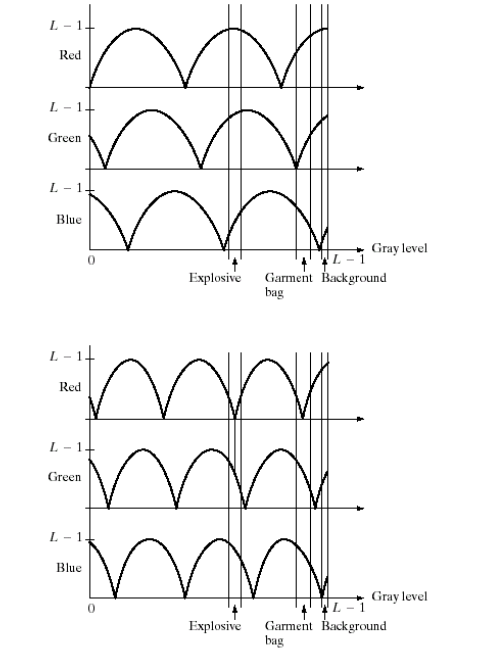 L − 1
Red
L − 1
Green
L − 1
Blue
Gray level
0
L − 1
Explosive
Garment
bag
Background
L − 1
Red
L − 1
Green
L − 1
Blue
Gray level
0
L − 1
Explosive
Garment
bag
Background